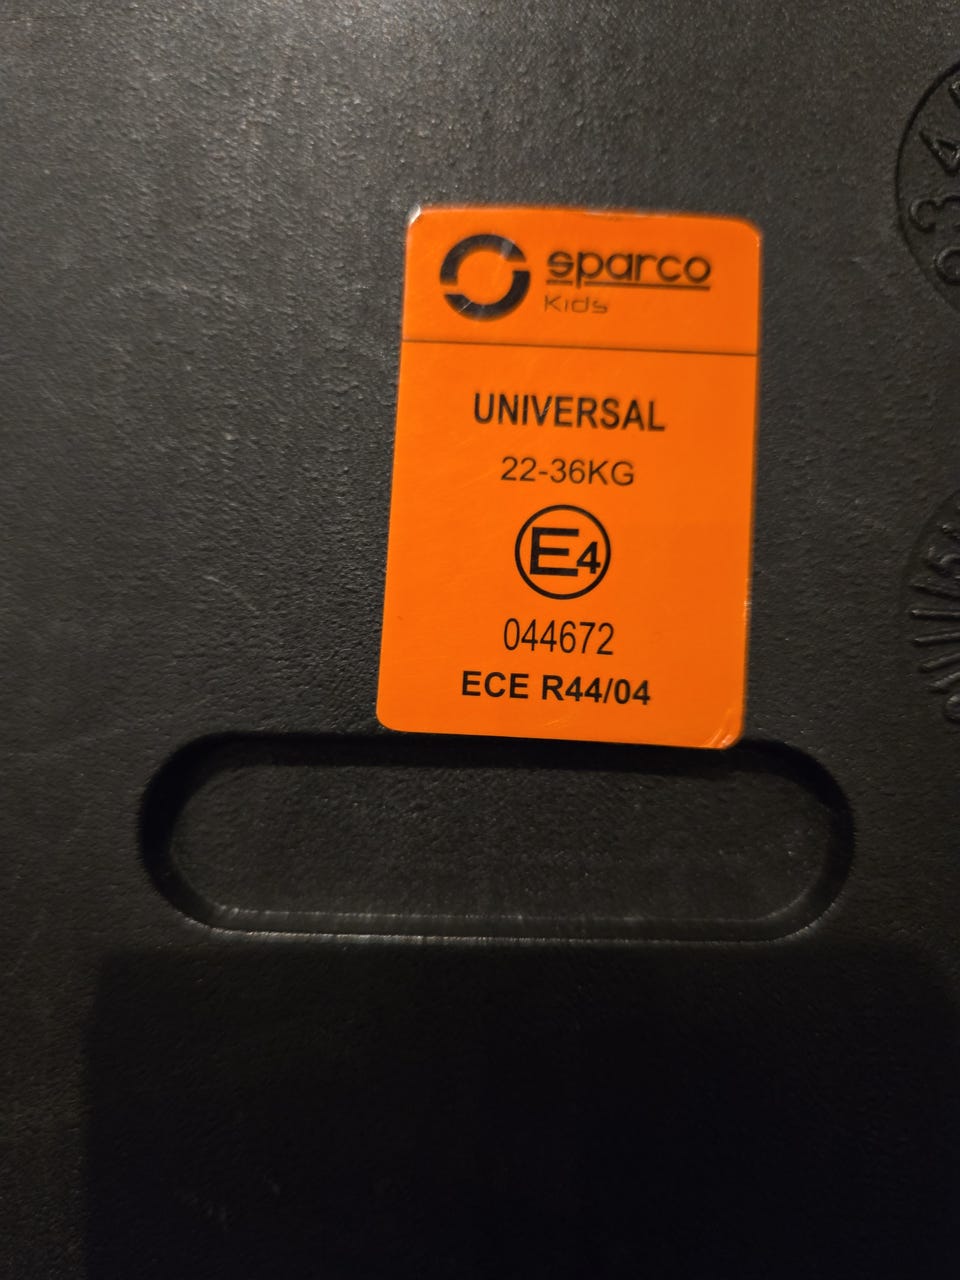 sparco
Kids
UNIVERSAL
22-36KG
E4
044672
ECE R44/04